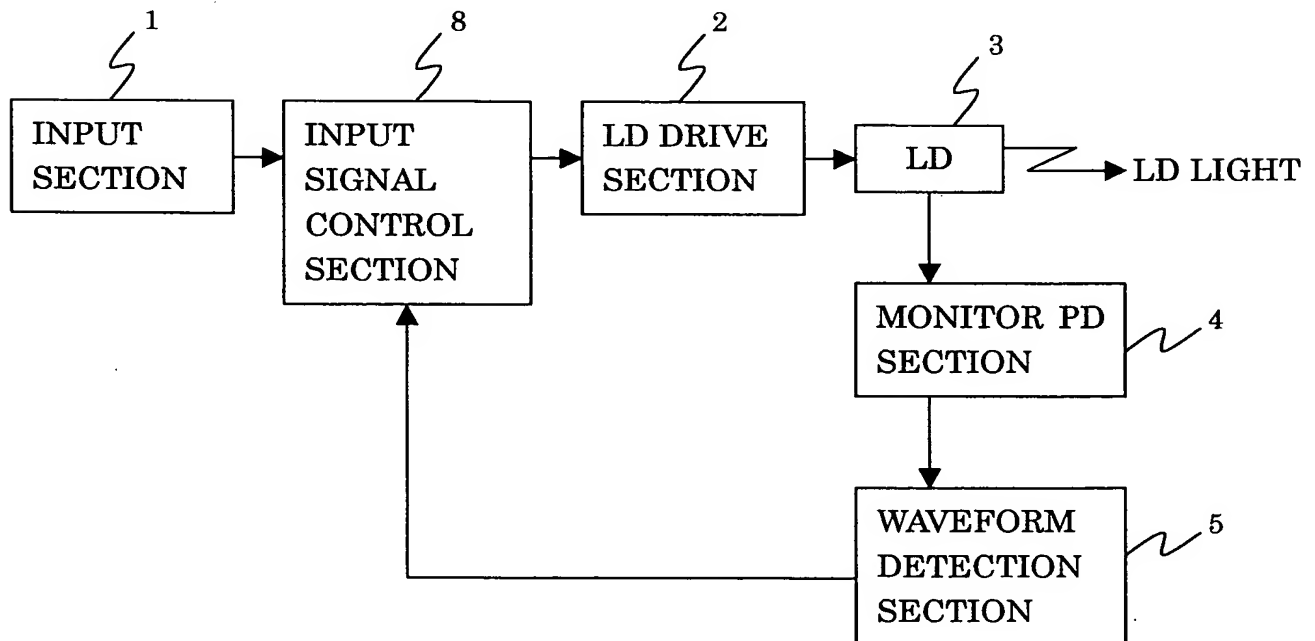 1
8
2
3
INPUT
SECTION
INPUT
SIGNAL
CONTROL
SECTION
LD DRIVE
SECTION
LD
LD LIGHT
MONITOR PD
SECTION
4
WAVEFORM
DETECTION
SECTION
5